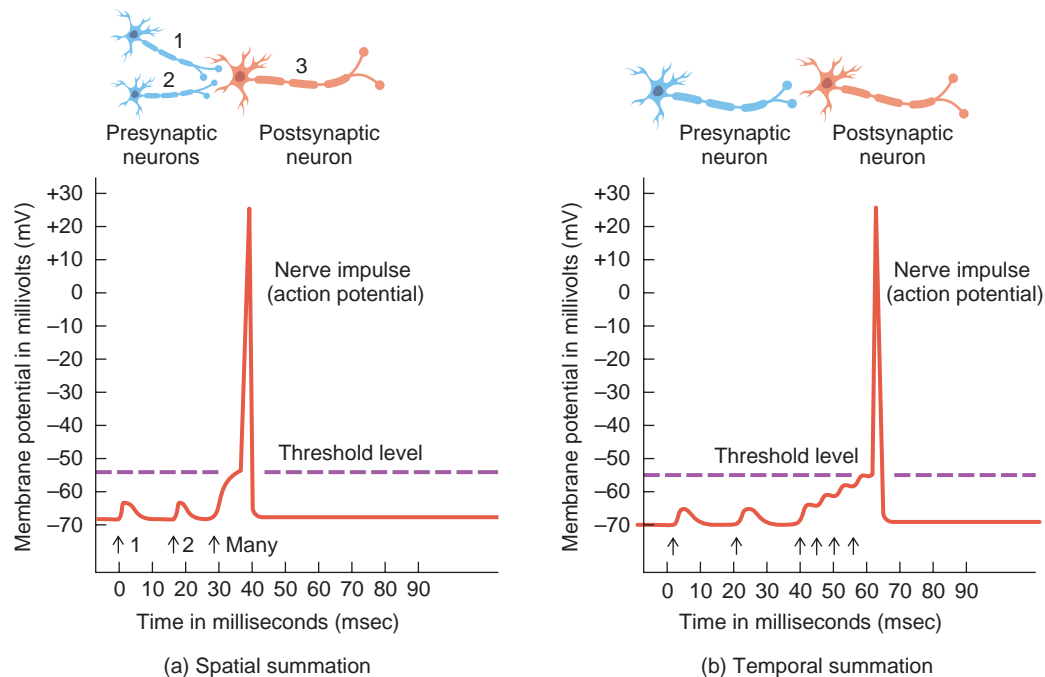 1
2
3
Presynaptic
neurons
Postsynaptic
neuron
Membrane potential in millivolts (mV)
+30
+20
+10
0
–10
–20
–30
–40
–50
–60
–70
Nerve impulse
(action potential)
Threshold level
1
2
Many
0 10 20 30 40 50 60 70 80 90
Time in milliseconds (msec)
(a) Spatial summation
Presynaptic
neuron
Postsynaptic
neuron
Membrane potential in millivolts (mV)
+30
+20
+10
0
–10
–20
–30
–40
–50
–60
–70
Nerve impulse
(action potential)
Threshold level
0 10 20 30 40 50 60 70 80 90
Time in milliseconds (msec)
(b) Temporal summation